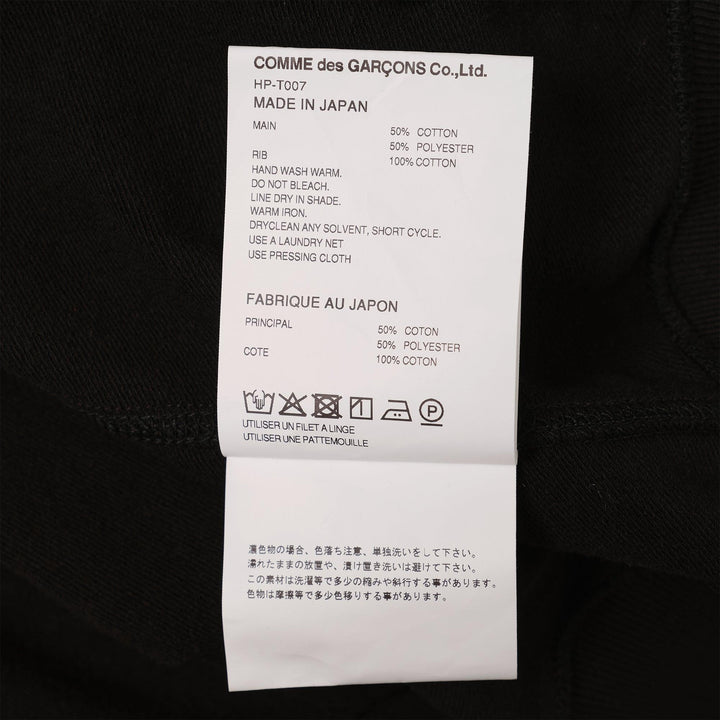 COMME des GARÇONS Co.,Ltd.
HP-T007
MADE IN JAPAN
MAIN 50% COTTON
50% POLYESTER
RIB 100% COTTON
HAND WASH WARM.
DO NOT BLEACH.
LINE DRY IN SHADE.
WARM IRON.
DRYCLEAN ANY SOLVENT, SHORT CYCLE.
USE A LAUNDRY NET
USE PRESSING CLOTH
FABRIQUE AU JAPON
PRINCIPAL 50% COTON
50% POLYESTER
COTE 100% COTON
P
UTILISER UN FILET A LINGE
UTILISER UNE PATTEMOUILLE
濃色物の場合、色落ち注意、単独洗いをして下さい。
濡れたままの放置や、漬け置き洗いは避けて下さい。
この素材は洗濯等で多少の縮みや斜行する事があります。
色物は摩擦等で多少色移りする事があります。